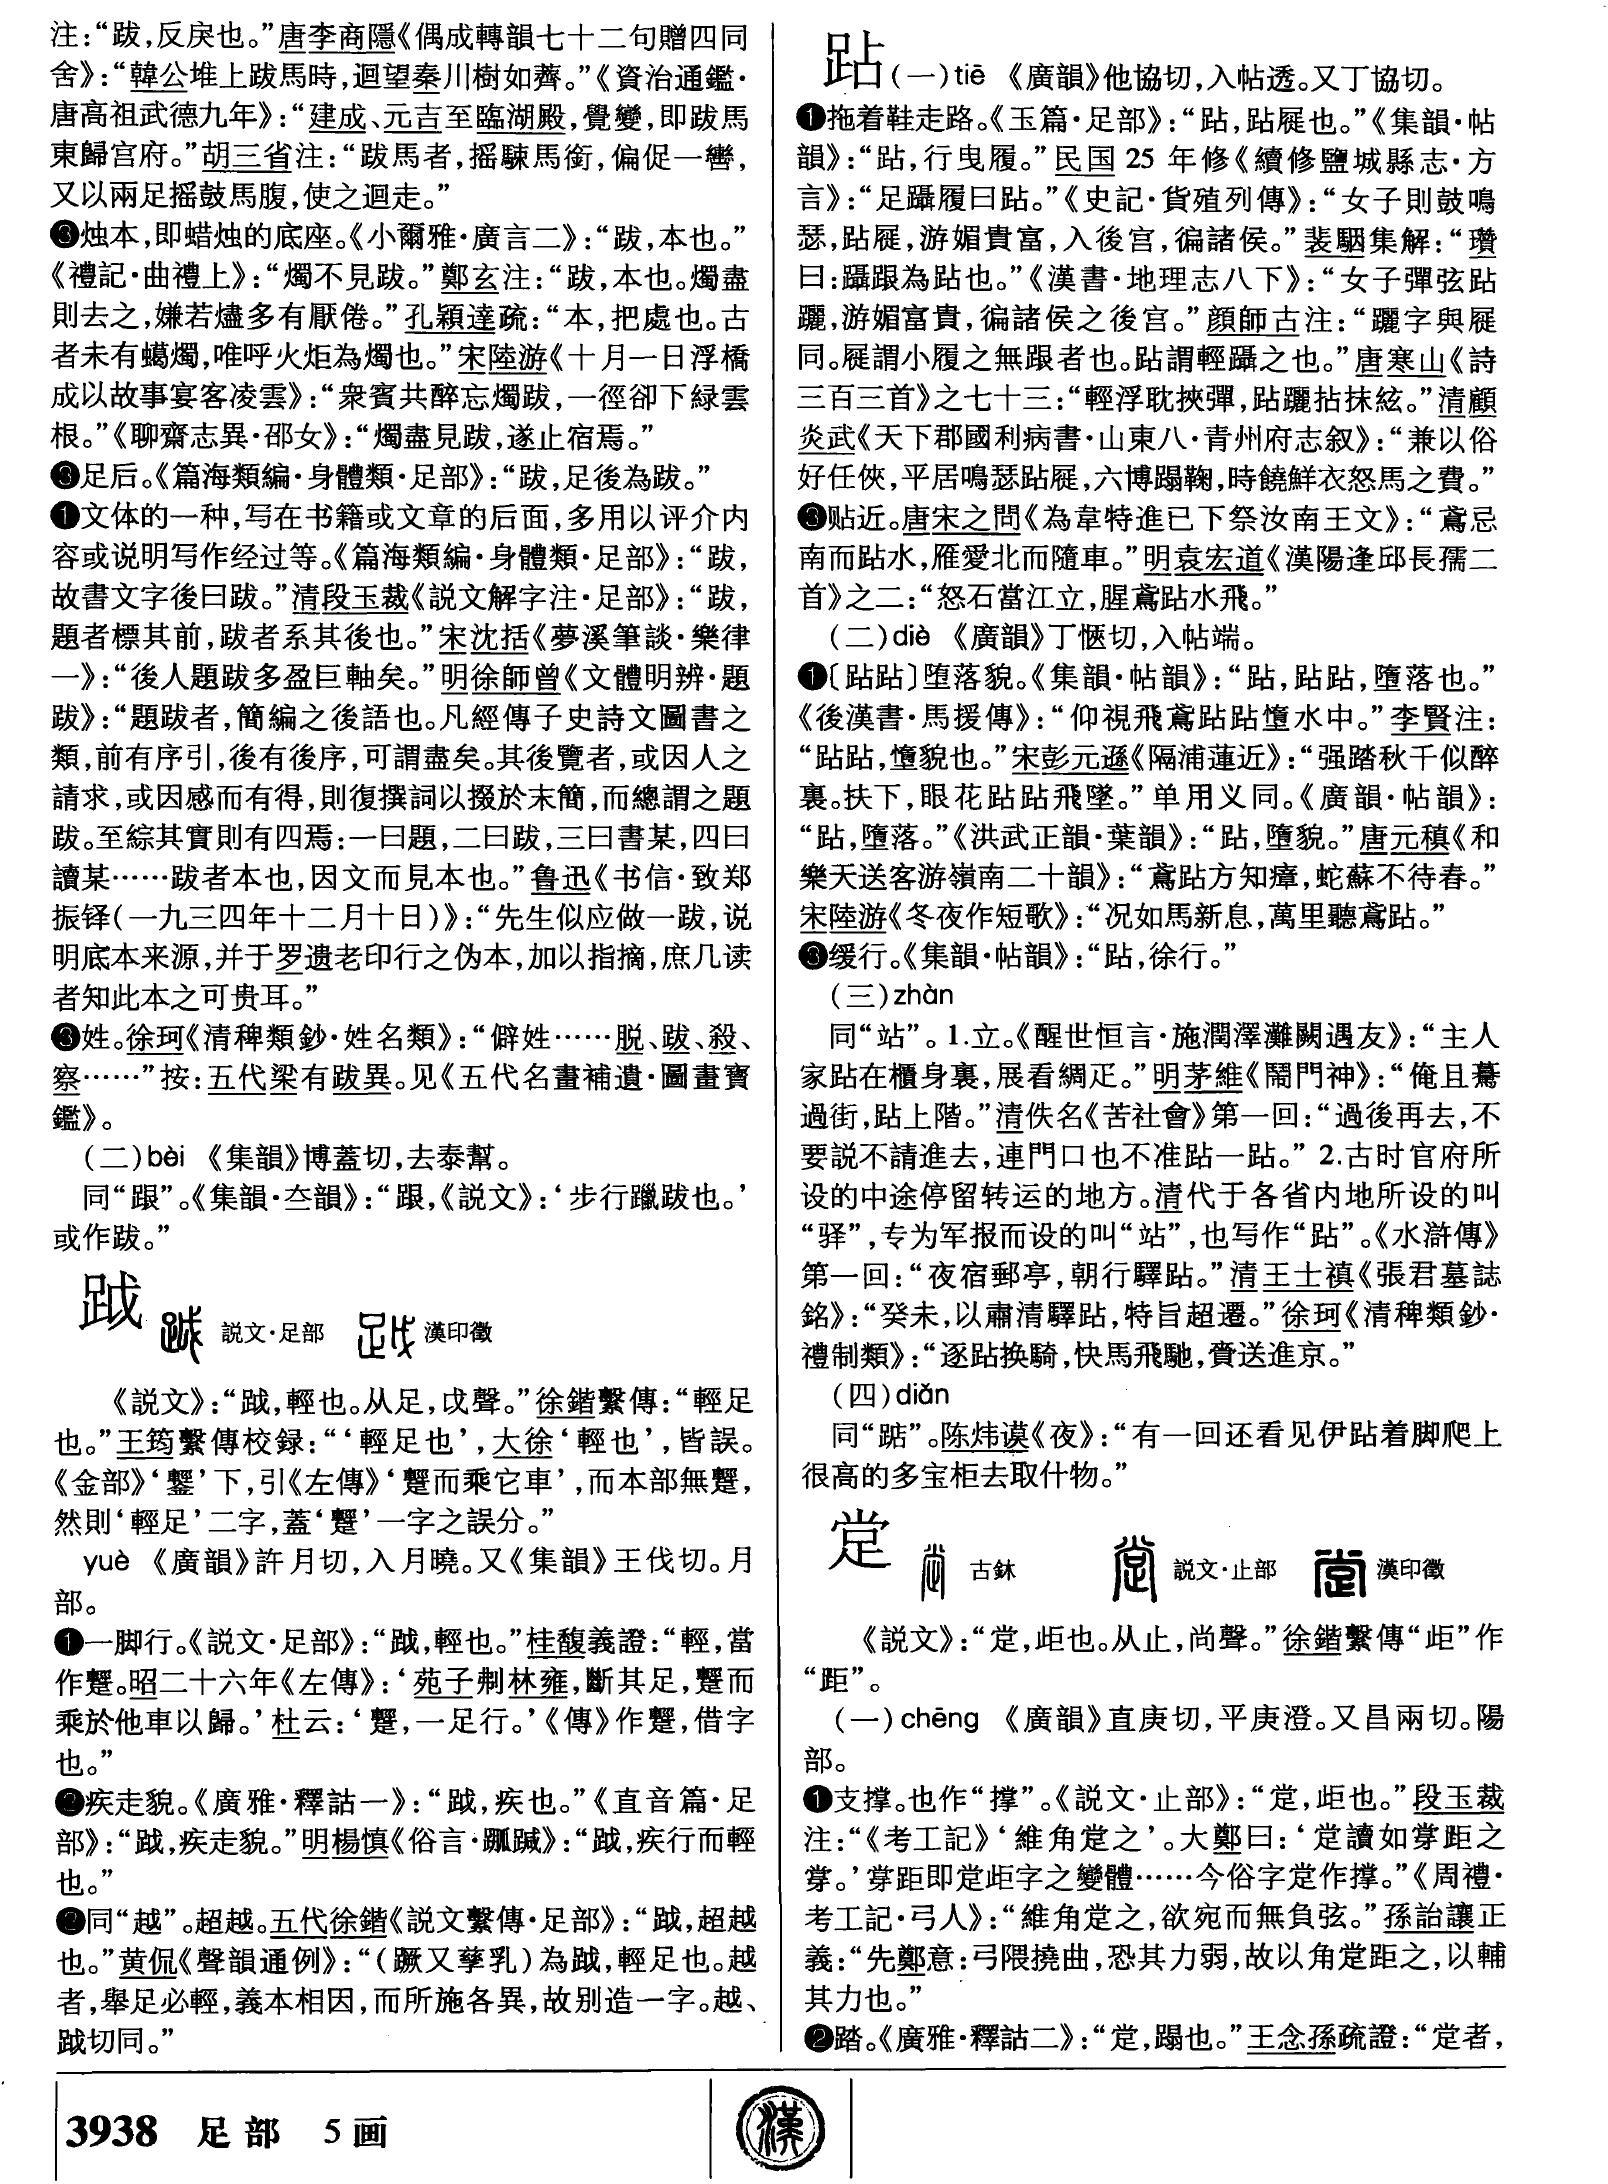 注：“跋，反戾也。”唐李商隱《偶成轉韻七十二句贈四同
舍》：“韓公堆上跋馬時，迴望秦川樹如薺。”《資治通鑑·
唐高祖武德九年》：“建成、元吉至臨湖殿，覺變，即跋馬
東歸宫府。”胡三省注：“跋馬者，摇駷馬銜，偏促一轡，
又以兩足摇鼓馬腹，使之迴走。”
❸烛本，即蜡烛的底座。《小爾雅·廣言二》：“跋，本也。”
《禮記·曲禮上》：“燭不見跋。”鄭玄注：“跋，本也。燭盡
則去之，嫌若燼多有厭倦。”孔穎達疏：“本，把處也。古
者未有蠟燭，唯呼火炬為燭也。”宋陸游《十月一日浮橋
成以故事宴客凌雲》：“衆賓共醉忘燭跋，一徑卻下緑雲
根。”《聊齋志異·邵女》：“燭盡見跋，遂止宿焉。”
❸足后。《篇海類編·身體類·足部》：“跋，足後為跋。”
❶文体的一种，写在书籍或文章的后面，多用以评介内
容或说明写作经过等。《篇海類編·身體類·足部》：“跋，
故書文字後曰跋。”清段玉裁《説文解字注·足部》：“跋，
題者標其前，跋者系其後也。”宋沈括《夢溪筆談·樂律
一》：“後人題跋多盈巨軸矣。”明徐師曾《文體明辨·題
跋》：“題跋者，簡編之後語也。凡經傳子史詩文圖書之
類，前有序引，後有後序，可謂盡矣。其後覽者，或因人之
請求，或因感而有得，則復撰詞以掇於末簡，而總謂之題
跋。至綜其實則有四焉：一曰題，二曰跋，三曰書某，四曰
讀某……跋者本也，因文而見本也。”鲁迅《书信·致郑
振铎（一九三四年十二月十日）》：“先生似应做一跋，说
明底本来源，并于罗遗老印行之伪本，加以指摘，庶几读
者知此本之可贵耳。”
❸姓。徐珂《清稗類鈔·姓名類》：“僻姓……脱、跋、殺、
察……”按：五代梁有跋異。见《五代名畫補遺·圖畫寶
鑑》。
（二）bèi 《集韻》博蓋切，去泰幫。
同“䟺”。《集韻·夳韻》：“䟺，《説文》：‘步行躐跋也。’
或作跋。”
跋 説文·足部 漢印徵
《説文》：“䟠，輕也。从足，戉聲。”徐鍇繫傳：“輕足
也。”王筠繫傳校録：“‘輕足也’，大徐‘輕也’，皆誤。
《金部》‘鑋’下，引《左傳》‘躗而乘它車’，而本部無躗，
然則‘輕足’二字，蓋‘躗’一字之誤分。”
yuè 《廣韻》許月切，入月曉。又《集韻》王伐切。月
部。
❶一脚行。《説文·足部》：“䟠，輕也。”桂馥義證：“輕，當
作䠻。昭二十六年《左傳》：‘苑子㓨林雍，斷其足，䠻而
乘於他車以歸。’杜云：‘䠻，一足行。’《傳》作䠻，借字
也。”
❷疾走貌。《廣雅·釋詁一》：“䟠，疾也。”《直音篇·足
部》：“䟠，疾走貌。”明楊慎《俗言·䟠》：“䟠，疾行而輕
也。”
❷同“越”。超越。五代徐鍇《説文繫傳·足部》：“䟠，超越
也。”黄侃《聲韻通例》：“（蹶又孳乳）為䟠，輕足也。越
者，舉足必輕，義本相因，而所施各異，故别造一字。越、
䟠切同。”
跕（一）tiē 《廣韻》他協切，入帖透。又丁協切。
❶拖着鞋走路。《玉篇·足部》：“跕，跕屣也。”《集韻·帖
韻》：“跕，行曳履。”民国25年修《續修鹽城縣志·方
言》：“足躡履曰跕。”《史記·貨殖列傳》：“女子則鼓鳴
瑟，跕屣，游媚貴富，入後宫，徧諸侯。”裴駰集解：“瓚
曰：躡跟為跕也。”《漢書·地理志八下》：“女子彈弦跕
躧，游媚富貴，徧諸侯之後宫。”顔師古注：“躧字與屣
同。屣謂小履之無跟者也。跕謂輕躡之也。”唐寒山《詩
三百三首》之七十三：“輕浮耽挾彈，跕躧拈抹絃。”清顧
炎武《天下郡國利病書·山東八·青州府志叙》：“兼以俗
好任俠，平居鳴瑟跕屣，六博蹋鞠，時饒鮮衣怒馬之費。”
❸贴近。唐宋之問《為韋特進已下祭汝南王文》：“鳶忌
南而跕水，雁愛北而隨車。”明袁宏道《漢陽逢邱長孺二
首》之二：“怒石當江立，腥鳶跕水飛。”
（二）diè 《廣韻》丁愜切，入帖端。
❶〔跕跕〕堕落貌。《集韻·帖韻》：“跕，跕跕，墮落也。”
《後漢書·馬援傳》：“仰視飛鳶跕跕墯水中。”李賢注：
“跕跕，墯貌也。”宋彭元遜《隔浦蓮近》：“强踏秋千似醉
裏。扶下，眼花跕跕飛墜。”单用义同。《廣韻·帖韻》：
“跕，墮落。”《洪武正韻·葉韻》：“跕，墮貌。”唐元稹《和
樂天送客游嶺南二十韻》：“鳶跕方知瘴，蛇蘇不待春。”
宋陸游《冬夜作短歌》：“况如馬新息，萬里聽鳶跕。”
❸缓行。《集韻·帖韻》：“跕，徐行。”
（三）zhàn
同“站”。1.立。《醒世恒言·施潤澤灘闕遇友》：“主人
家跕在櫃身裏，展看綢疋。”明茅維《鬧門神》：“俺且驀
過街，跕上階。”清佚名《苦社會》第一回：“過後再去，不
要説不請進去，連門口也不准跕一跕。”2.古时官府所
设的中途停留转运的地方。清代于各省内地所设的叫
“驿”，专为军报而设的叫“站”，也写作“跕”。《水滸傳》
第一回：“夜宿郵亭，朝行驛跕。”清王士禛《張君墓誌
銘》：“癸未，以肅清驛跕，特旨超遷。”徐珂《清稗類鈔·
禮制類》：“逐跕换騎，快馬飛馳，賫送進京。”
（四）diǎn
同“踮”。陈炜谟《夜》：“有一回还看见伊跕着脚爬上
很高的多宝柜去取什物。”
䟫 古鉨 説文·止部 漢印徵
《説文》：“䟫，歫也。从止，尚聲。”徐鍇繫傳“歫”作
“距”。
（一）chēng 《廣韻》直庚切，平庚澄。又昌兩切。陽
部。
❶支撑。也作“撑”。《説文·止部》：“䟫，歫也。”段玉裁
注：“《考工記》‘維角䟫之’。大鄭曰：‘䟫讀如牚距之
牚。’牚距即䟫歫字之變體……今俗字䟫作撑。”《周禮·
考工記·弓人》：“維角䟫之，欲宛而無負弦。”孫詒讓正
義：“先鄭意：弓隈撓曲，恐其力弱，故以角䟫距之，以輔
其力也。”
❷踏。《廣雅·釋詁二》：“䟫，蹋也。”王念孫疏證：“䟫者，
3938 足部 5画
漢